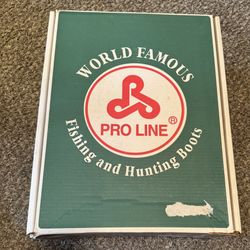 WORLD FAMOUS
PRO LINE ®
Fishing and Hunting Boots